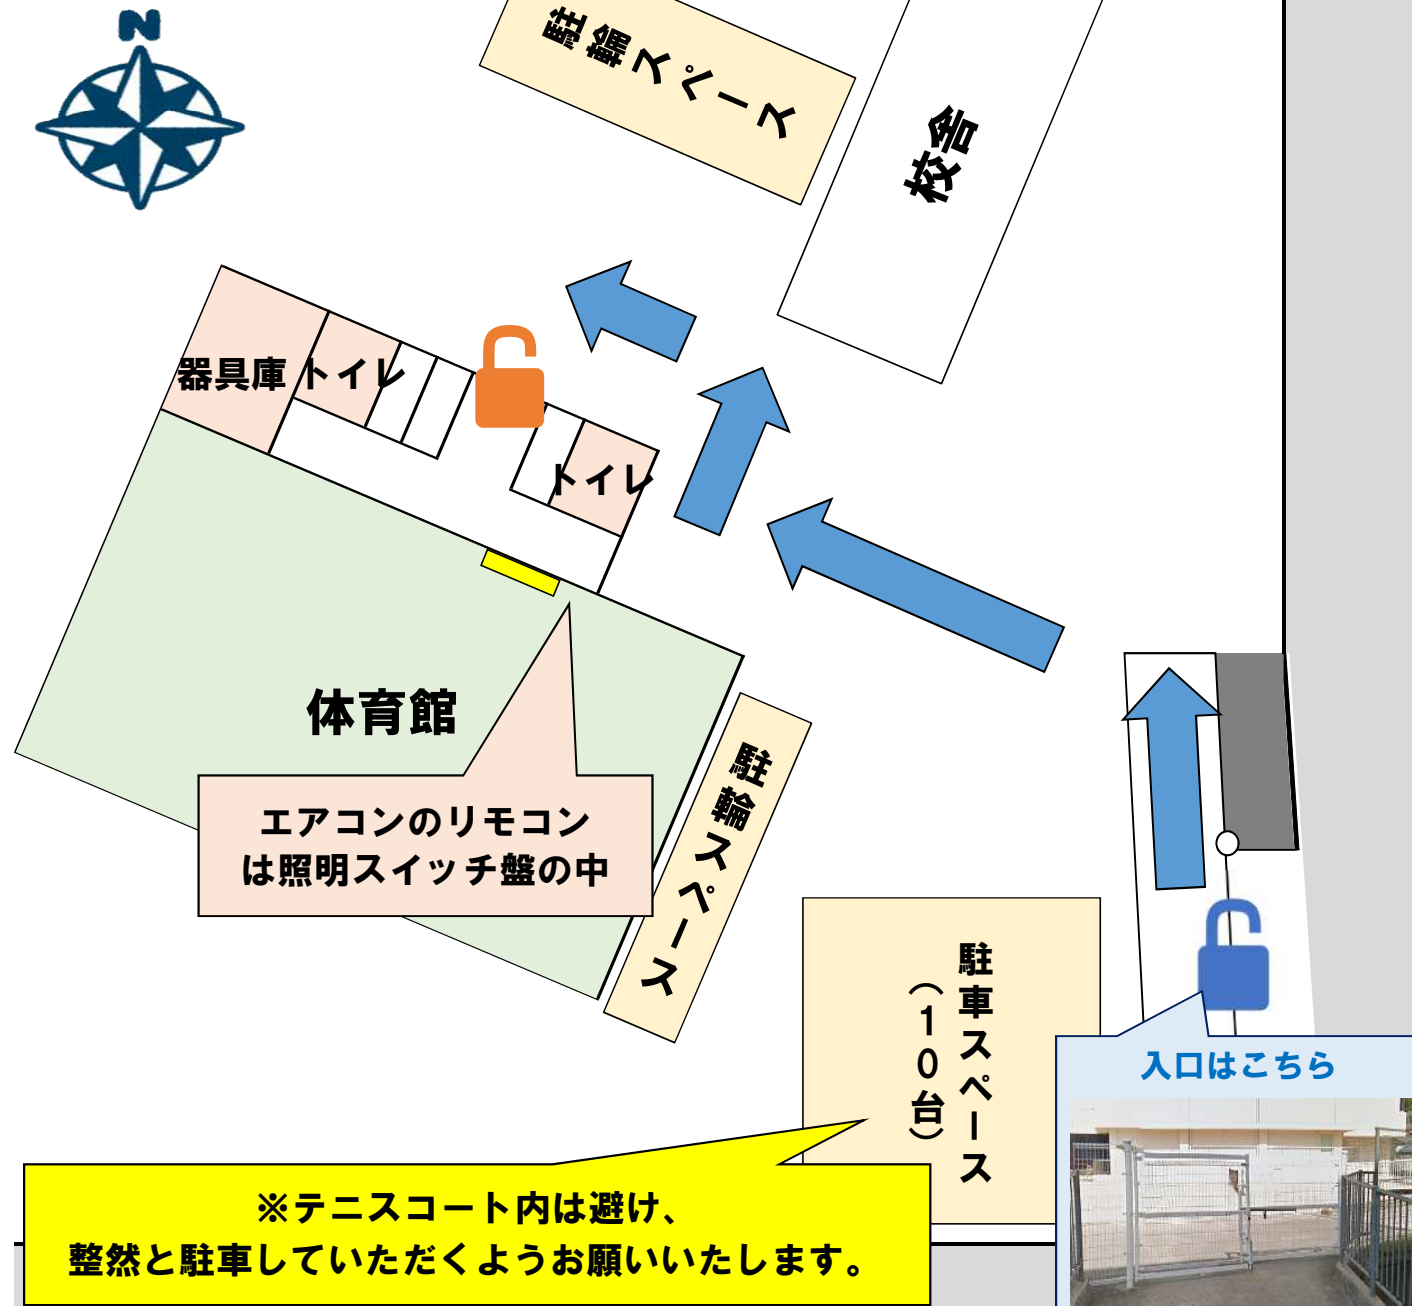 N
駐輪スペース
校舎
器具庫
トイレ
トイレ
体育館
エアコンのリモコン
は照明スイッチ盤の中
駐輪スペース
駐車スペース
（10台）
入口はこちら
※テニスコート内は避け、
整然と駐車していただくようお願いいたします。